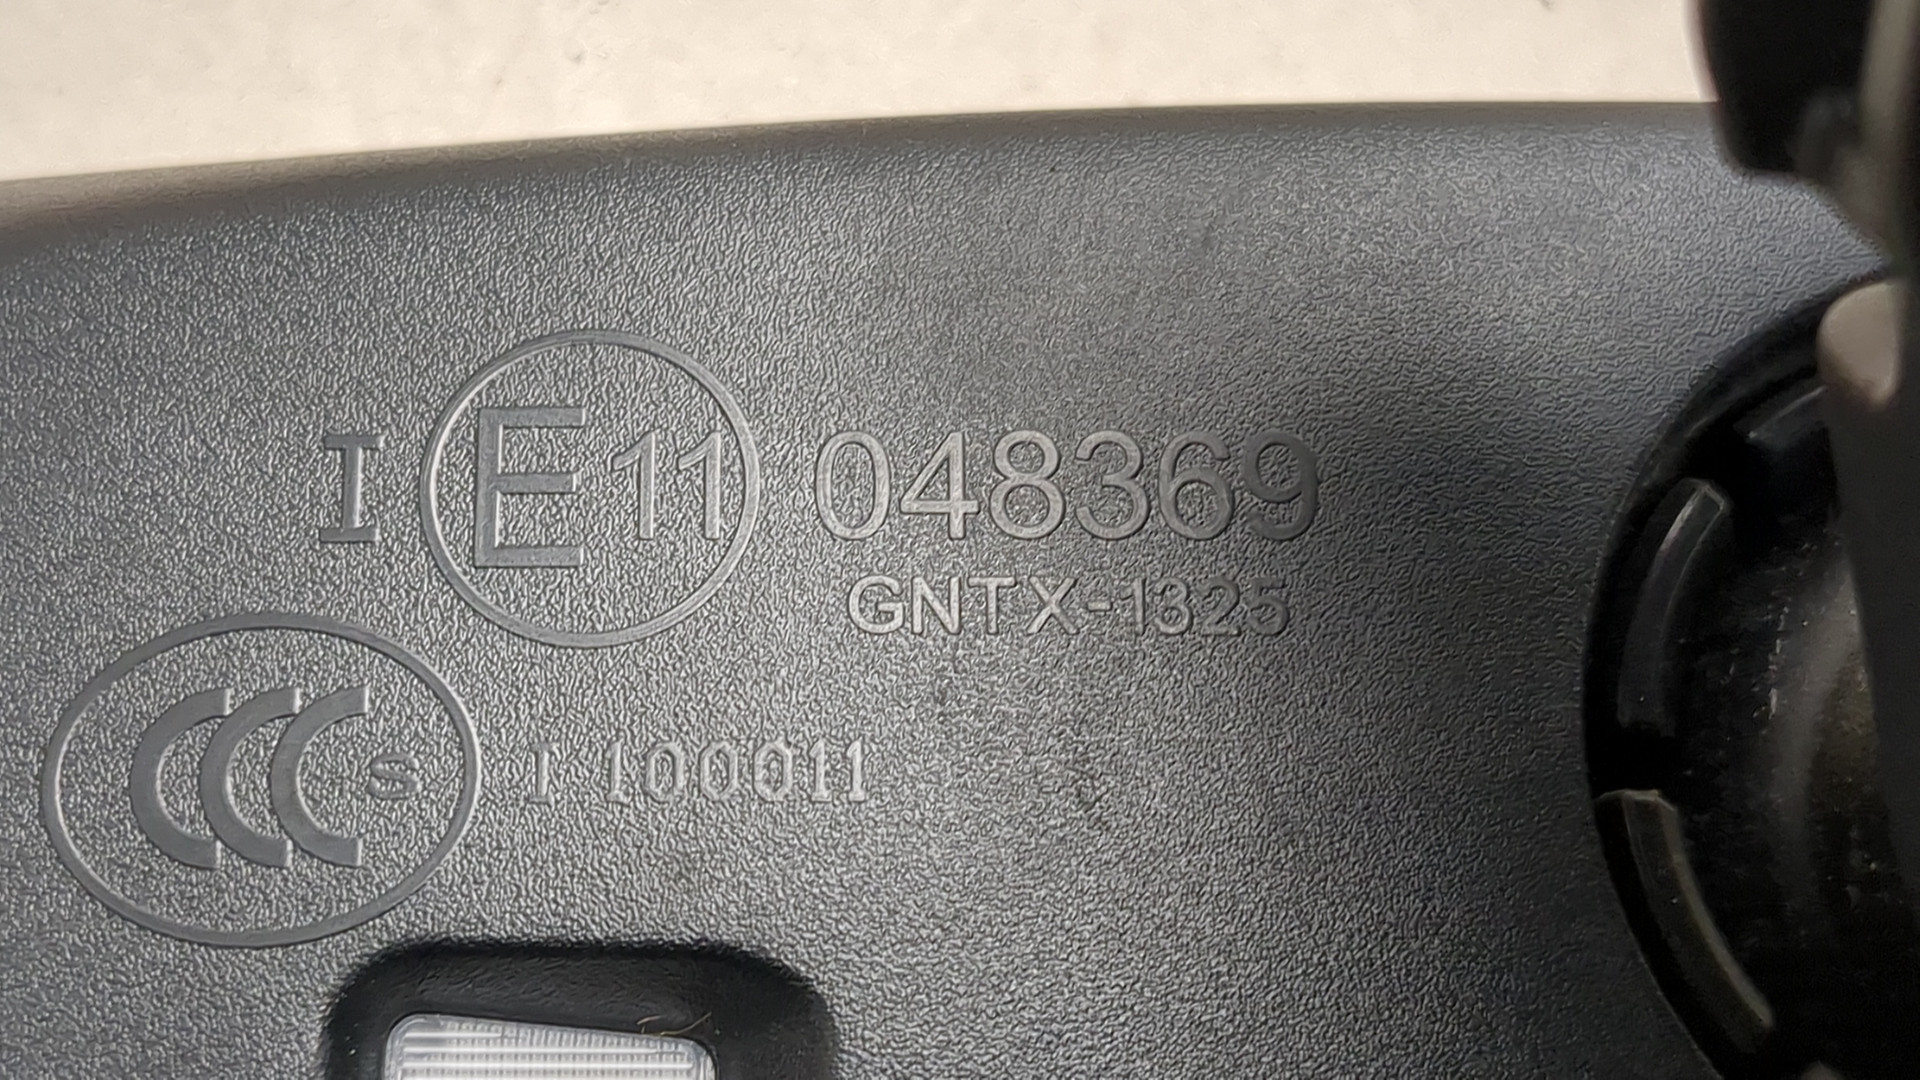 I E11 048369
GNTX-1325
CCC S I 100011